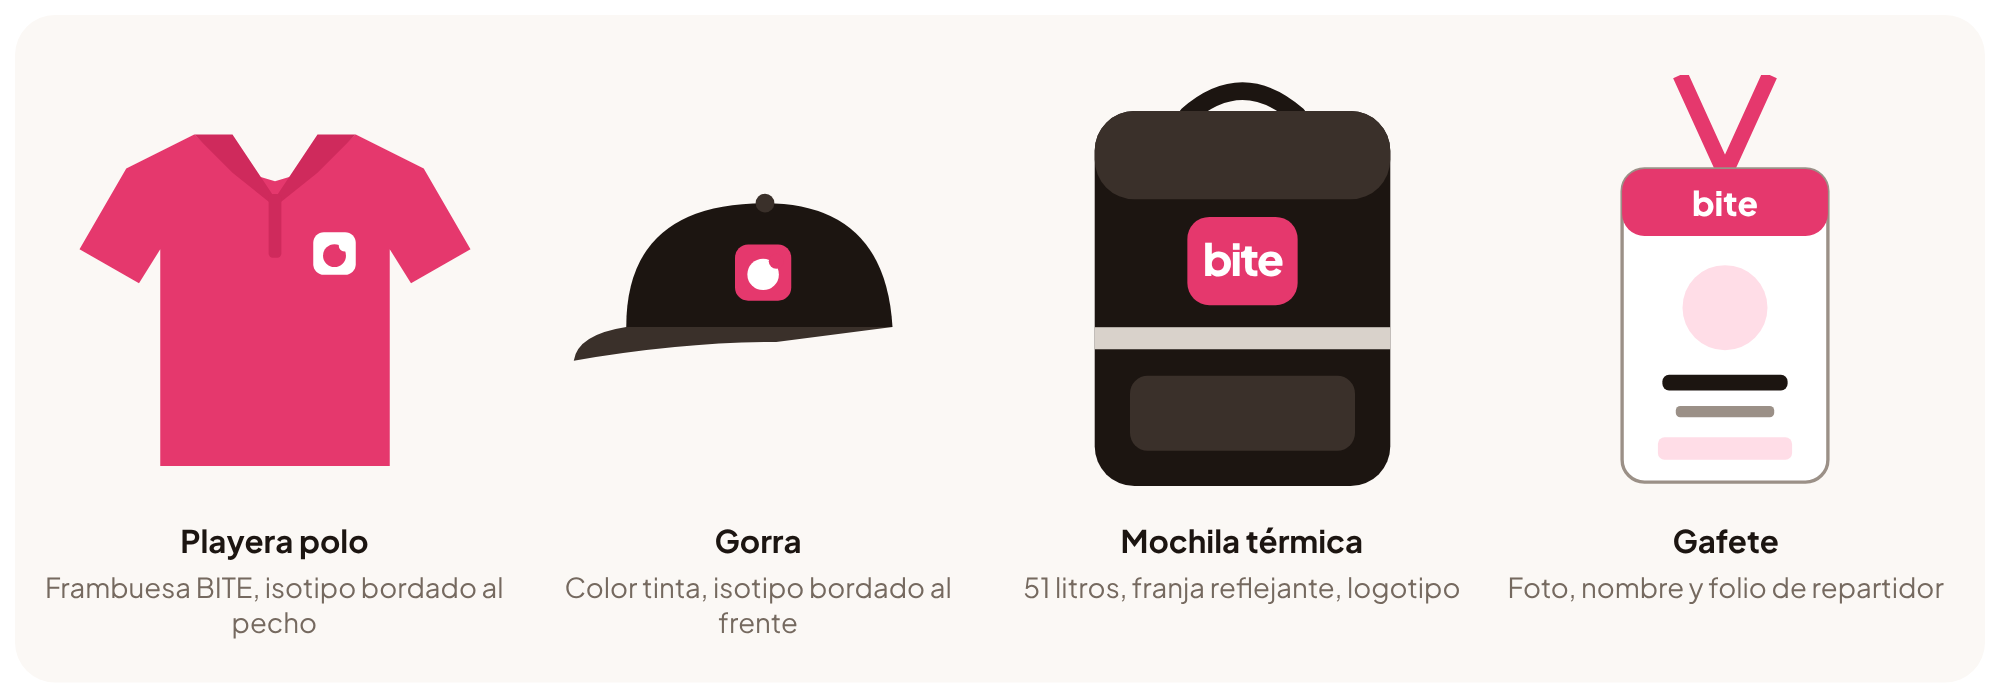 bite
bite
Playera polo
Frambuesa BITE, isotipo bordado al
pecho
Gorra
Color tinta, isotipo bordado al
frente
Mochila térmica
51 litros, franja reflejante, logotipo
Gafete
Foto, nombre y folio de repartidor